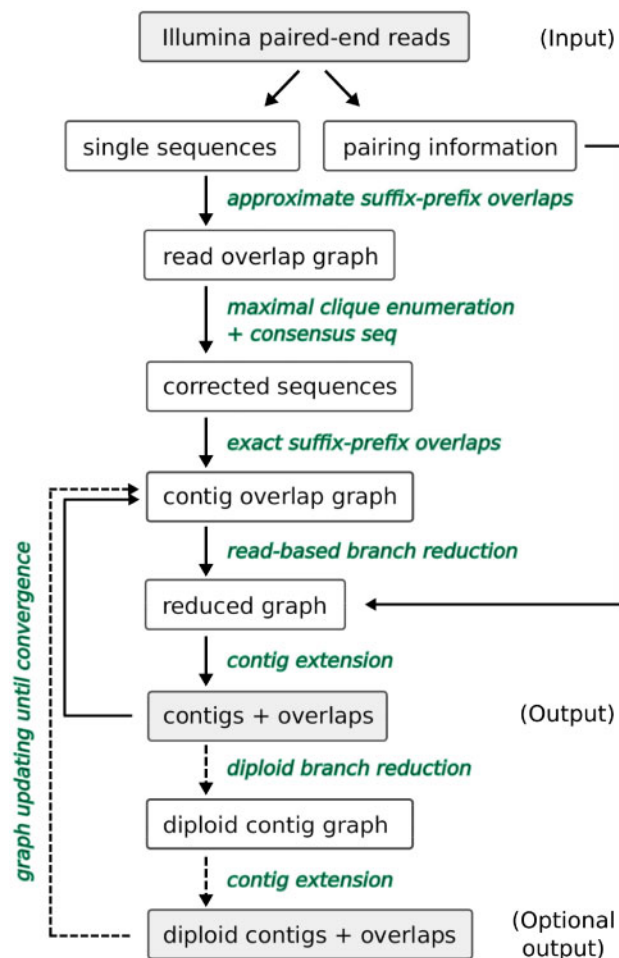 Illumina paired-end reads
(Input)
single sequences
pairing information
approximate suffix-prefix overlaps
read overlap graph
maximal clique enumeration
+ consensus seq
corrected sequences
exact suffix-prefix overlaps
contig overlap graph
read-based branch reduction
reduced graph
contig extension
contigs + overlaps
(Output)
diploid branch reduction
diploid contig graph
contig extension
diploid contigs + overlaps
(Optional
output)
graph updating until convergence